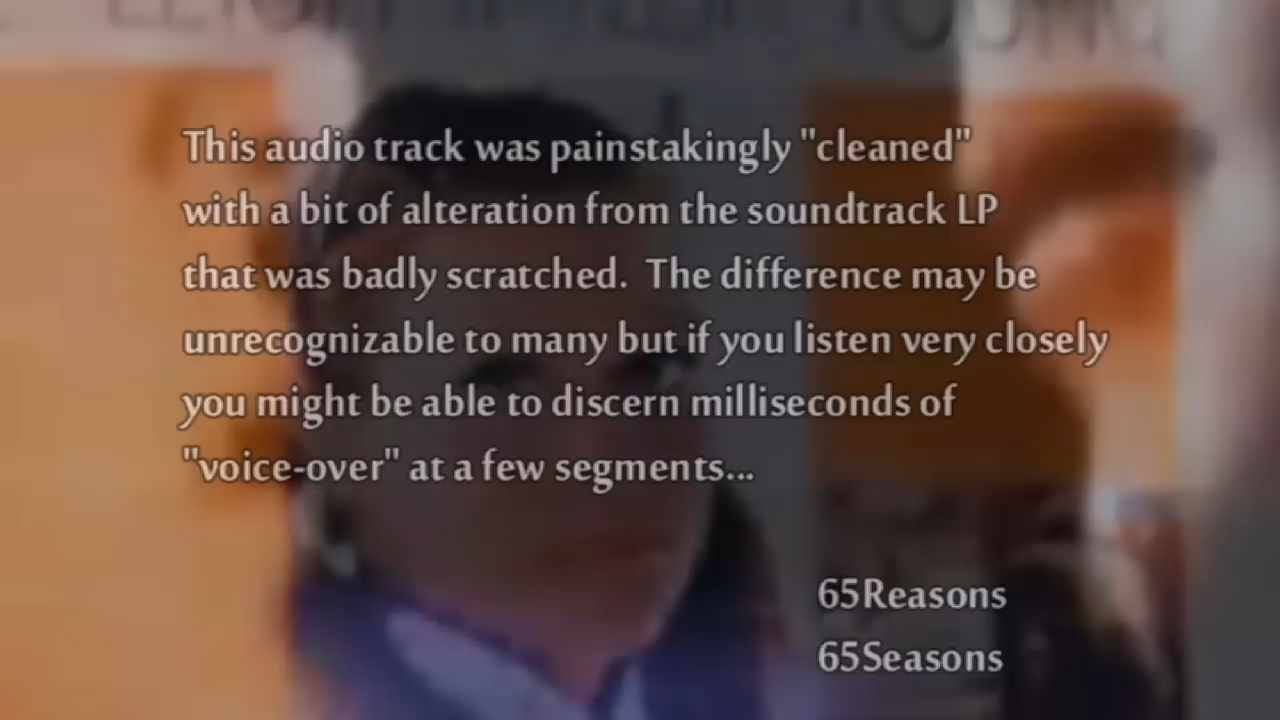 This audio track was painstakingly "cleaned"
with a bit of alteration from the soundtrack LP
that was badly scratched.  The difference may be
unrecognizable to many but if you listen very closely
you might be able to discern milliseconds of
"voice-over" at a few segments...
65Reasons
65Seasons